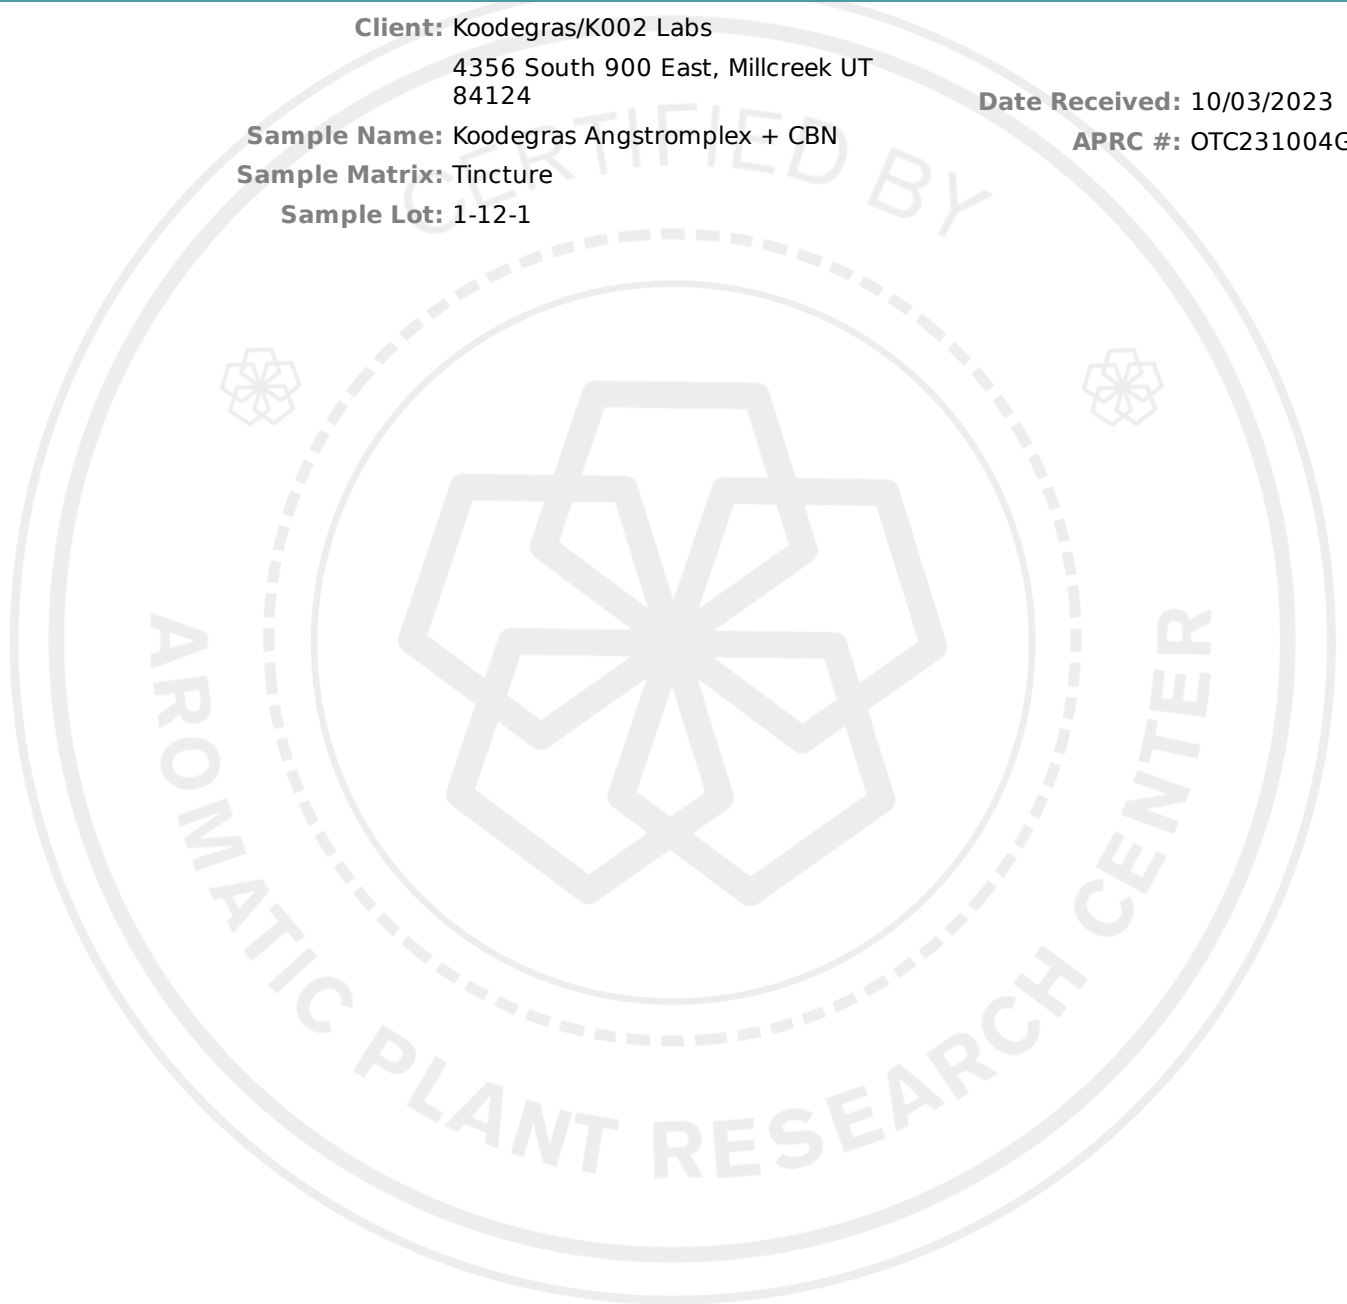 Client: Koodegras/K002 Labs
4356 South 900 East, Millcreek UT
84124
Date Received: 10/03/2023
Sample Name: Koodegras Angstromplex + CBN
APRC #: OTC231004G
Sample Matrix: Tincture
Sample Lot: 1-12-1
CERTIFIED BY
AROMATIC PLANT RESEARCH CENTER